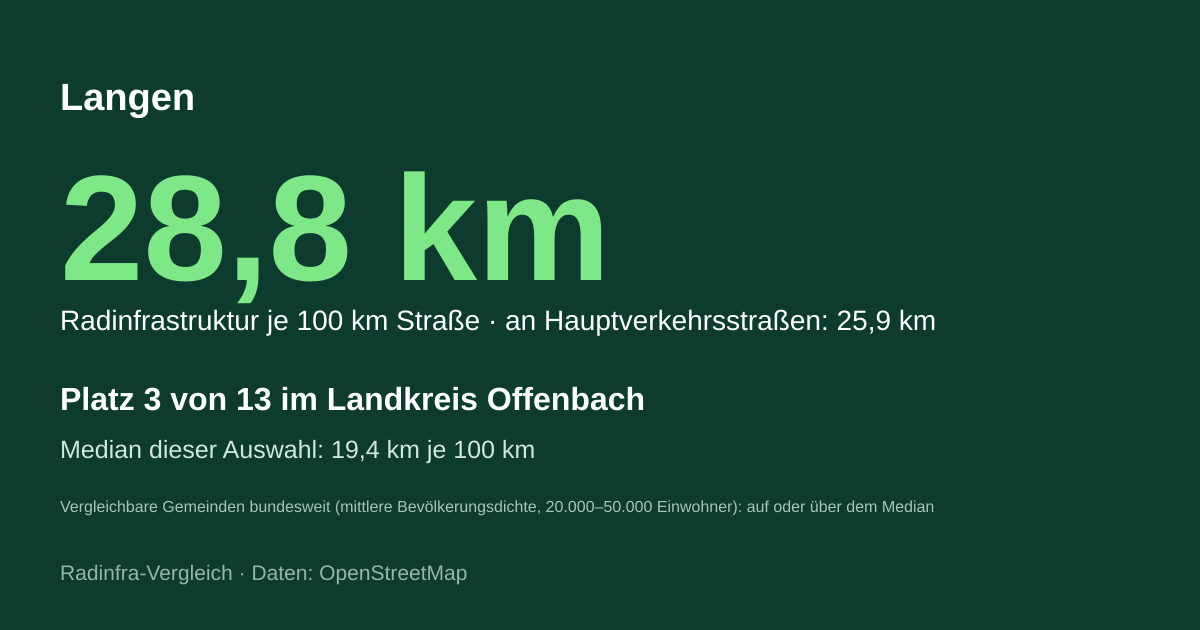 Langen
28,8 km
Radinfrastruktur je 100 km Straße · an Hauptverkehrsstraßen: 25,9 km
Platz 3 von 13 im Landkreis Offenbach
Median dieser Auswahl: 19,4 km je 100 km
Vergleichbare Gemeinden bundesweit (mittlere Bevölkerungsdichte, 20.000–50.000 Einwohner): auf oder über dem Median
Radinfra-Vergleich · Daten: OpenStreetMap